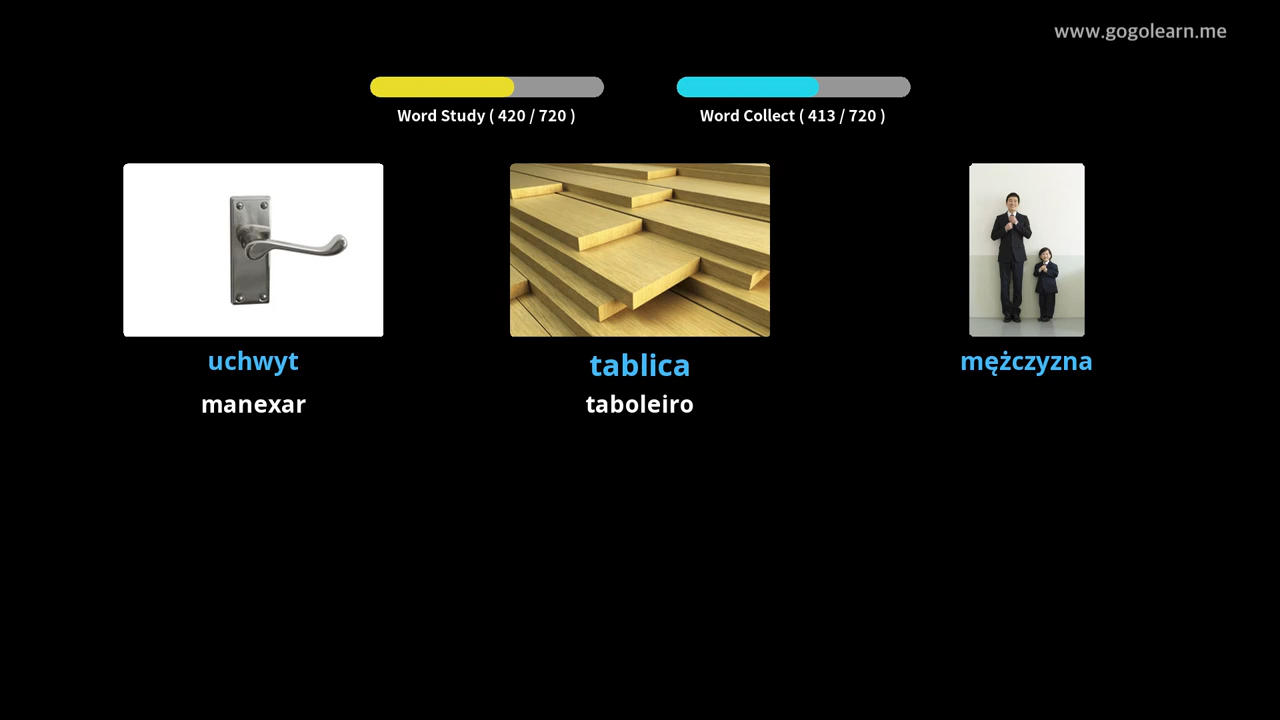 www.gogolearn.me
Word Study ( 420 / 720 )
Word Collect ( 413 / 720 )
uchwyt
manexar
tablica
taboleiro
mężczyzna